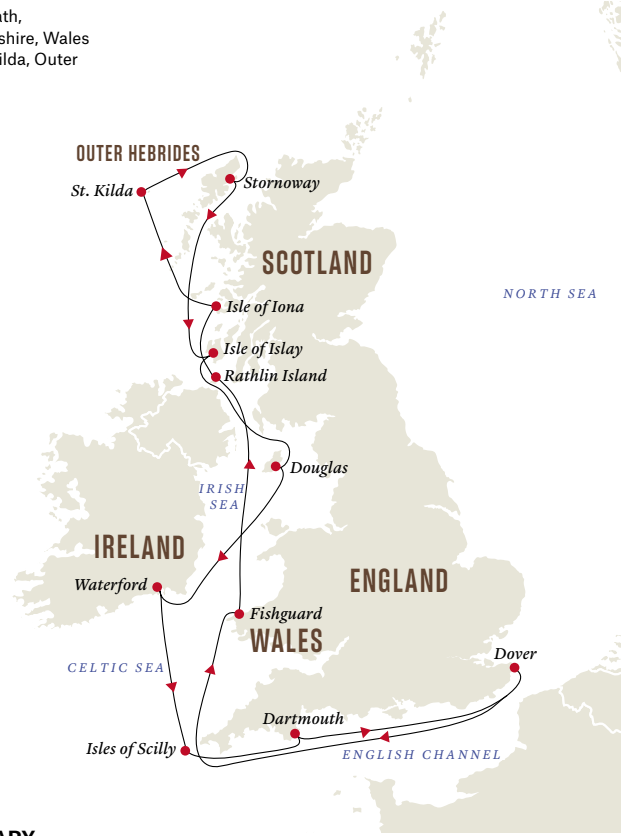 ath,
shire, Wales
ilda, Outer
OUTER HEBRIDES
St. Kilda
Stornoway
SCOTLAND
NORTH SEA
Isle of Iona
Isle of Islay
Rathlin Island
Douglas
IRISH
SEA
IRELAND
ENGLAND
Waterford
Fishguard
WALES
Dover
CELTIC SEA
Dartmouth
Isles of Scilly
ENGLISH CHANNEL
ARY